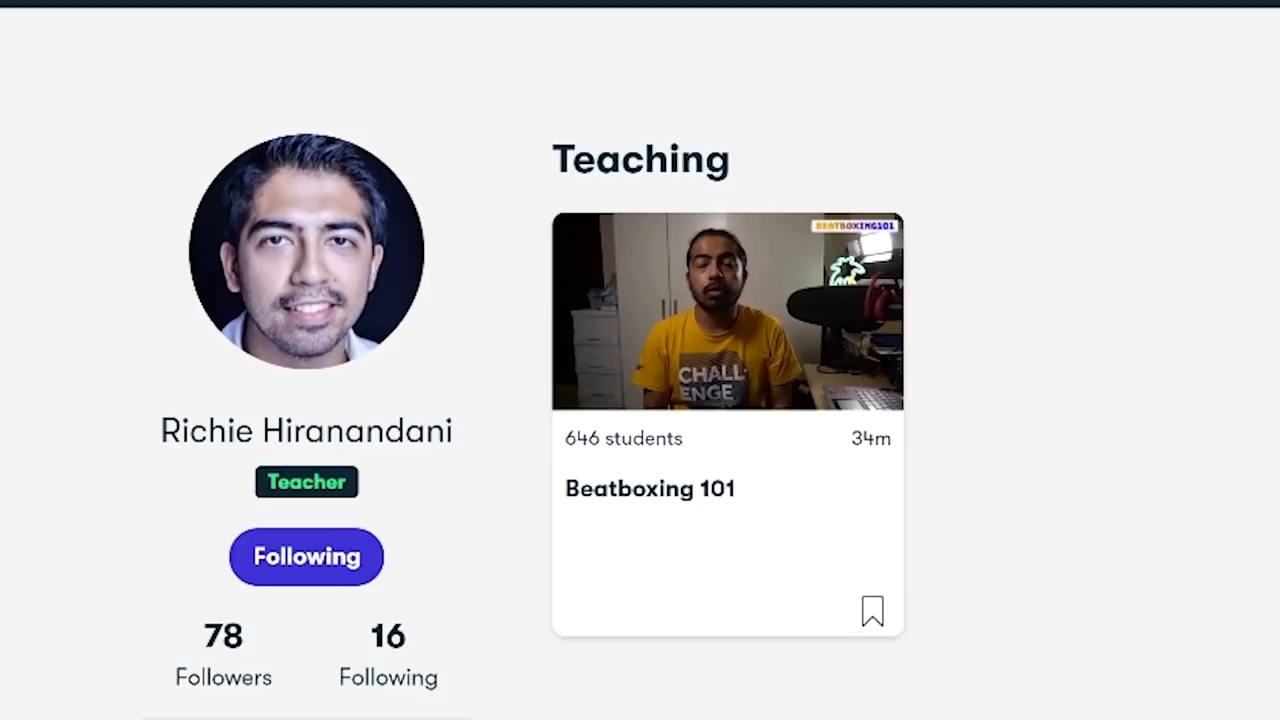 Richie Hiranandani
Teacher
Following
78
Followers
16
Following
Teaching
BEATBOXING101
CHALL-
ENGE
646 students
34m
Beatboxing 101